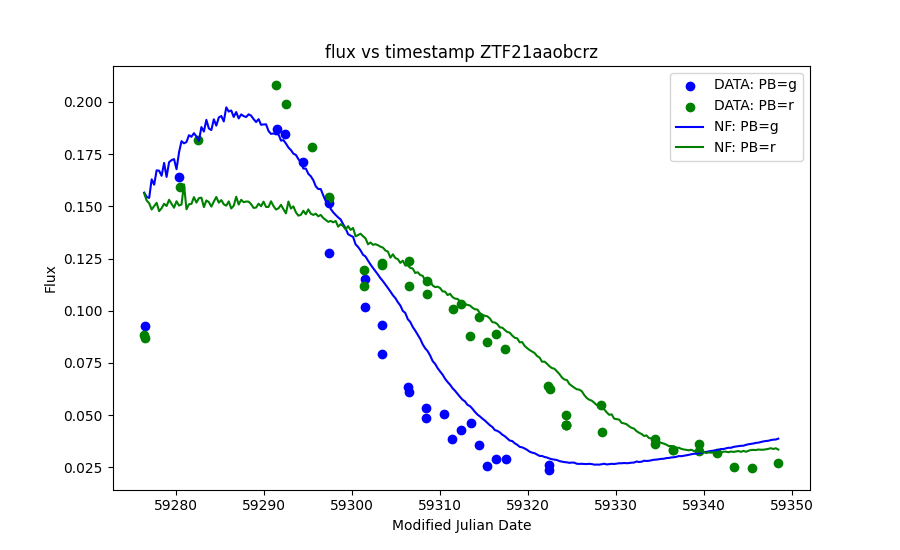 flux vs timestamp ZTF21aaobcrz
DATA: PB=g
DATA: PB=r
NF: PB=g
NF: PB=r
0.200
0.175
0.150
0.125
0.100
0.075
0.050
0.025
Flux
59280 59290 59300 59310 59320 59330 59340 59350
Modified Julian Date